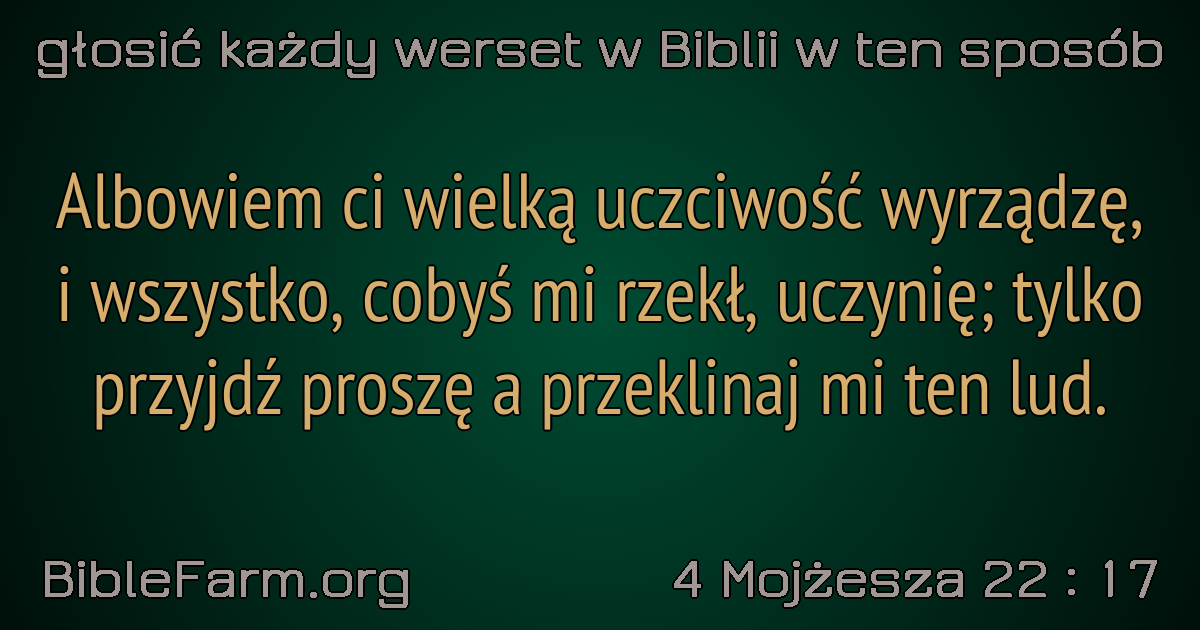 głosić każdy werset w Biblii w ten sposób
Albowiem ci wielką uczciwość wyrządzę,
i wszystko, cobyś mi rzekł, uczynię; tylko
przyjdź proszę a przeklinaj mi ten lud.
BibleFarm.org
4 Mojżesza 22 : 17